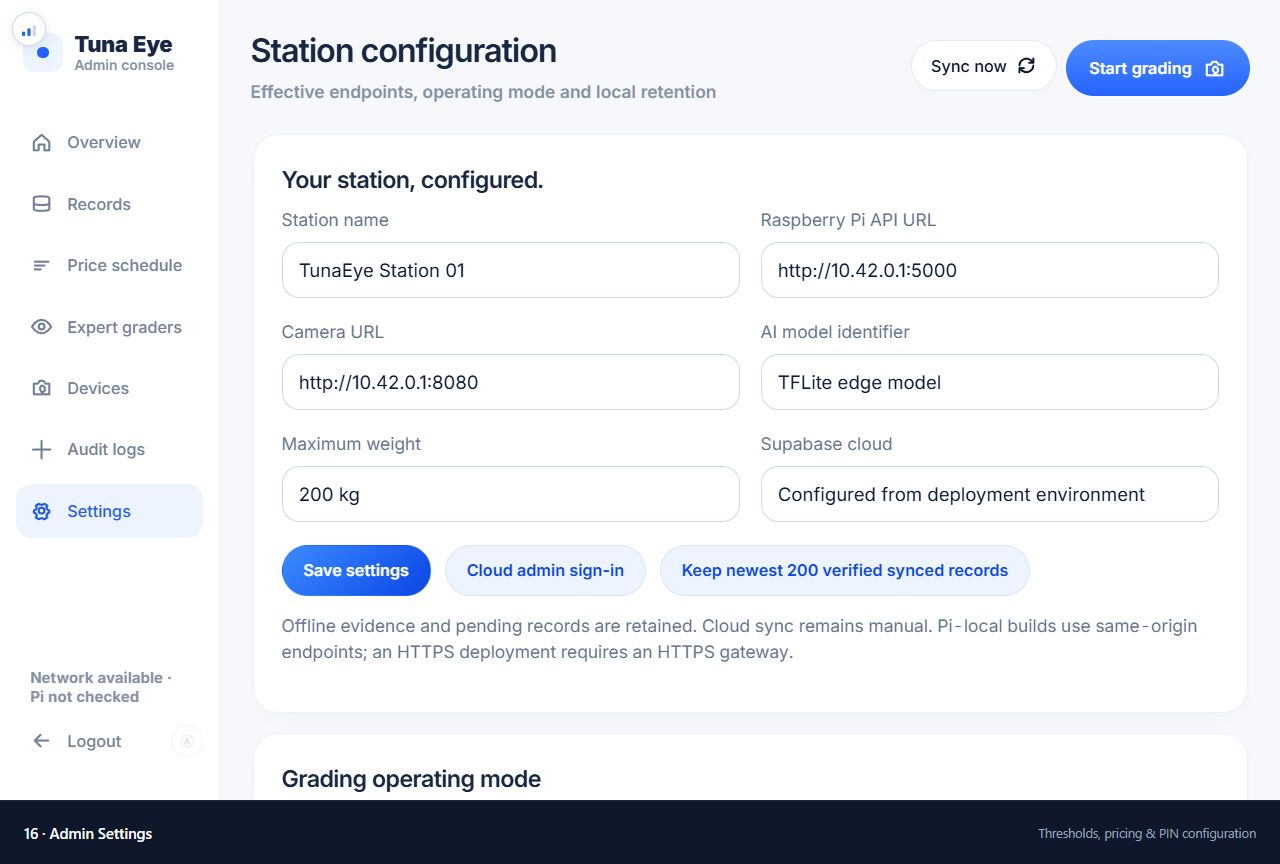 Tuna Eye
Admin console
Overview
Records
Price schedule
Expert graders
Devices
Audit logs
Settings
Network available ·
Pi not checked
Logout
A
Station configuration
Effective endpoints, operating mode and local retention
Sync now
Start grading
Your station, configured.
Station name
TunaEye Station 01
Raspberry Pi API URL
http://10.42.0.1:5000
Camera URL
http://10.42.0.1:8080
AI model identifier
TFLite edge model
Maximum weight
200 kg
Supabase cloud
Configured from deployment environment
Save settings
Cloud admin sign-in
Keep newest 200 verified synced records
Offline evidence and pending records are retained. Cloud sync remains manual. Pi-local builds use same-origin
endpoints; an HTTPS deployment requires an HTTPS gateway.
Grading operating mode
16 · Admin Settings
Thresholds, pricing & PIN configuration